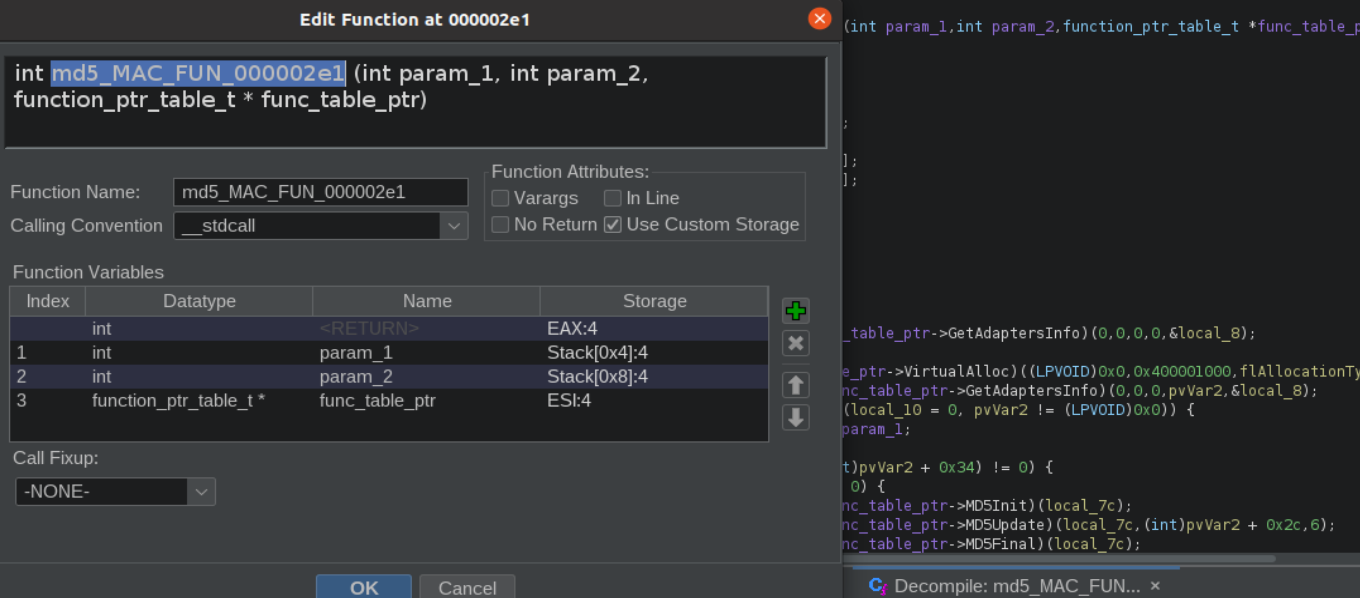 Edit Function at 000002e1
int md5_MAC_FUN_000002e1 (int param_1, int param_2,
function_ptr_table_t * func_table_ptr)
Function Name:
md5_MAC_FUN_000002e1
Calling Convention
__stdcall
Function Attributes:
Varargs
In Line
No Return
Use Custom Storage
Function Variables
Index Datatype Name Storage
int <RETURN> EAX:4
1 int param_1 Stack[0x4]:4
2 int param_2 Stack[0x8]:4
3 function_ptr_table_t * func_table_ptr ESI:4
Call Fixup:
-NONE-
OK
Cancel
(int param_1,int param_2,function_ptr_table_t *func_table_p
;
];
];
_table_ptr->GetAdaptersInfo)(0,0,0,0,&local_8);
e_ptr->VirtualAlloc)((LPVOID)0x0,0x400001000,flAllocationTy
nc_table_ptr->GetAdaptersInfo)(0,0,0,pvVar2,&local_8);
(local_10 = 0, pvVar2 != (LPVOID)0x0)) {
param_1;
t)pvVar2 + 0x34) != 0) {
0) {
nc_table_ptr->MD5Init)(local_7c);
nc_table_ptr->MD5Update)(local_7c,(int)pvVar2 + 0x2c,6);
nc_table_ptr->MD5Final)(local_7c);
Decompile: md5_MAC_FUN... ×